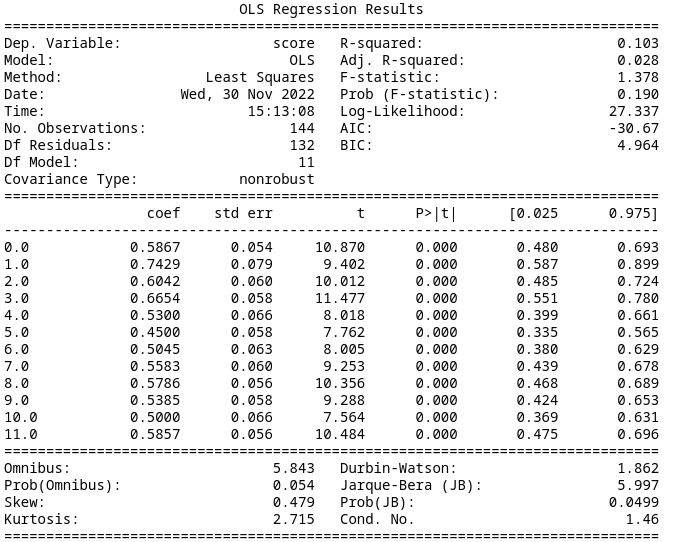 OLS Regression Results
==============================================================================
Dep. Variable:                  score   R-squared:                       0.103
Model:                            OLS   Adj. R-squared:                  0.028
Method:                 Least Squares   F-statistic:                     1.378
Date:                Wed, 30 Nov 2022   Prob (F-statistic):              0.190
Time:                        15:13:08   Log-Likelihood:                 27.337
No. Observations:                 144   AIC:                            -30.67
Df Residuals:                     132   BIC:                             4.964
Df Model:                          11
Covariance Type:            nonrobust
==============================================================================
                 coef    std err          t      P>|t|      [0.025      0.975]
------------------------------------------------------------------------------
0.0            0.5867      0.054     10.870      0.000       0.480       0.693
1.0            0.7429      0.079      9.402      0.000       0.587       0.899
2.0            0.6042      0.060     10.012      0.000       0.485       0.724
3.0            0.6654      0.058     11.477      0.000       0.551       0.780
4.0            0.5300      0.066      8.018      0.000       0.399       0.661
5.0            0.4500      0.058      7.762      0.000       0.335       0.565
6.0            0.5045      0.063      8.005      0.000       0.380       0.629
7.0            0.5583      0.060      9.253      0.000       0.439       0.678
8.0            0.5786      0.056     10.356      0.000       0.468       0.689
9.0            0.5385      0.058      9.288      0.000       0.424       0.653
10.0           0.5000      0.066      7.564      0.000       0.369       0.631
11.0           0.5857      0.056     10.484      0.000       0.475       0.696
==============================================================================
Omnibus:                        5.843   Durbin-Watson:                   1.862
Prob(Omnibus):                  0.054   Jarque-Bera (JB):                5.997
Skew:                           0.479   Prob(JB):                       0.0499
Kurtosis:                       2.715   Cond. No.                         1.46
==============================================================================